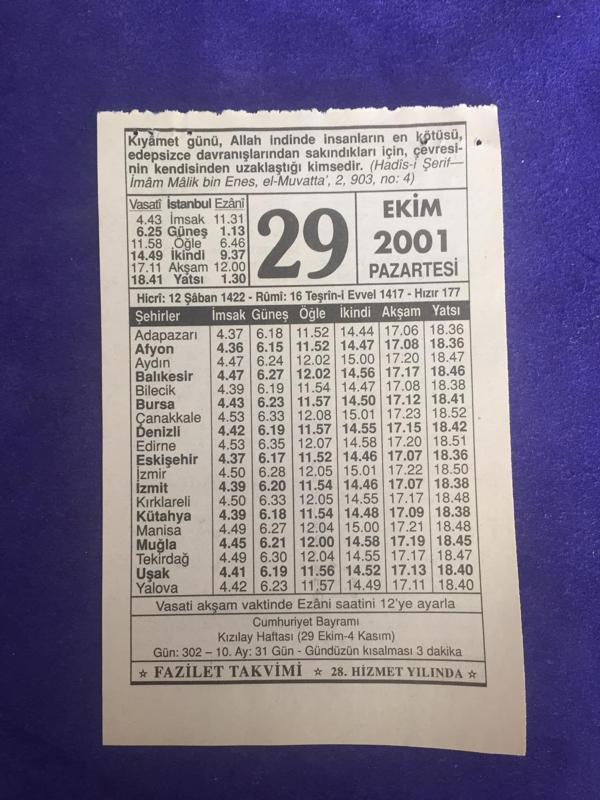 Kıyâmet günü, Allah indinde insanların en kötüsü,
edepsizce davranışlarından sakındıkları için, çevresi-
nin kendisinden uzaklaştığı kimsedir. (Hadîs-i Şerif—
İmâm Mâlik bin Enes, el-Muvatta', 2, 903, no: 4)
Vasatî İstanbul Ezânî
4.43 İmsak 11.31
6.25 Güneş 1.13
11.58 Öğle 6.46
14.49 İkindi 9.37
17.11 Akşam 12.00
18.41 Yatsı 1.30
29
EKİM
2001
PAZARTESİ
Hicrî: 12 Şâban 1422 - Rûmî: 16 Teşrîn-i Evvel 1417 - Hızır 177
Şehirler İmsak Güneş Öğle İkindi Akşam Yatsı
Adapazarı 4.37 6.18 11.52 14.44 17.06 18.36
Afyon 4.36 6.15 11.52 14.47 17.08 18.36
Aydın 4.47 6.24 12.02 15.00 17.20 18.47
Balıkesir 4.47 6.27 12.02 14.56 17.17 18.46
Bilecik 4.39 6.19 11.54 14.47 17.08 18.38
Bursa 4.43 6.23 11.57 14.50 17.12 18.41
Çanakkale 4.53 6.33 12.08 15.01 17.23 18.52
Denizli 4.42 6.19 11.57 14.55 17.15 18.42
Edirne 4.53 6.35 12.07 14.58 17.20 18.51
Eskişehir 4.37 6.17 11.52 14.46 17.07 18.36
İzmir 4.50 6.28 12.05 15.01 17.22 18.50
İzmit 4.39 6.20 11.54 14.46 17.07 18.38
Kırklareli 4.50 6.33 12.05 14.55 17.17 18.48
Kütahya 4.39 6.18 11.54 14.48 17.09 18.38
Manisa 4.49 6.27 12.04 15.00 17.21 18.48
Muğla 4.45 6.21 12.00 14.58 17.19 18.45
Tekirdağ 4.49 6.30 12.04 14.55 17.17 18.47
Uşak 4.41 6.19 11.56 14.52 17.13 18.40
Yalova 4.42 6.23 11.57 14.49 17.11 18.40
Vasati akşam vaktinde Ezâni saatini 12'ye ayarla
Cumhuriyet Bayramı
Kızılay Haftası (29 Ekim-4 Kasım)
Gün: 302 – 10. Ay: 31 Gün - Gündüzün kısalması 3 dakika
☆ FAZİLET TAKVİMİ ☆ 28. HİZMET YILINDA ☆